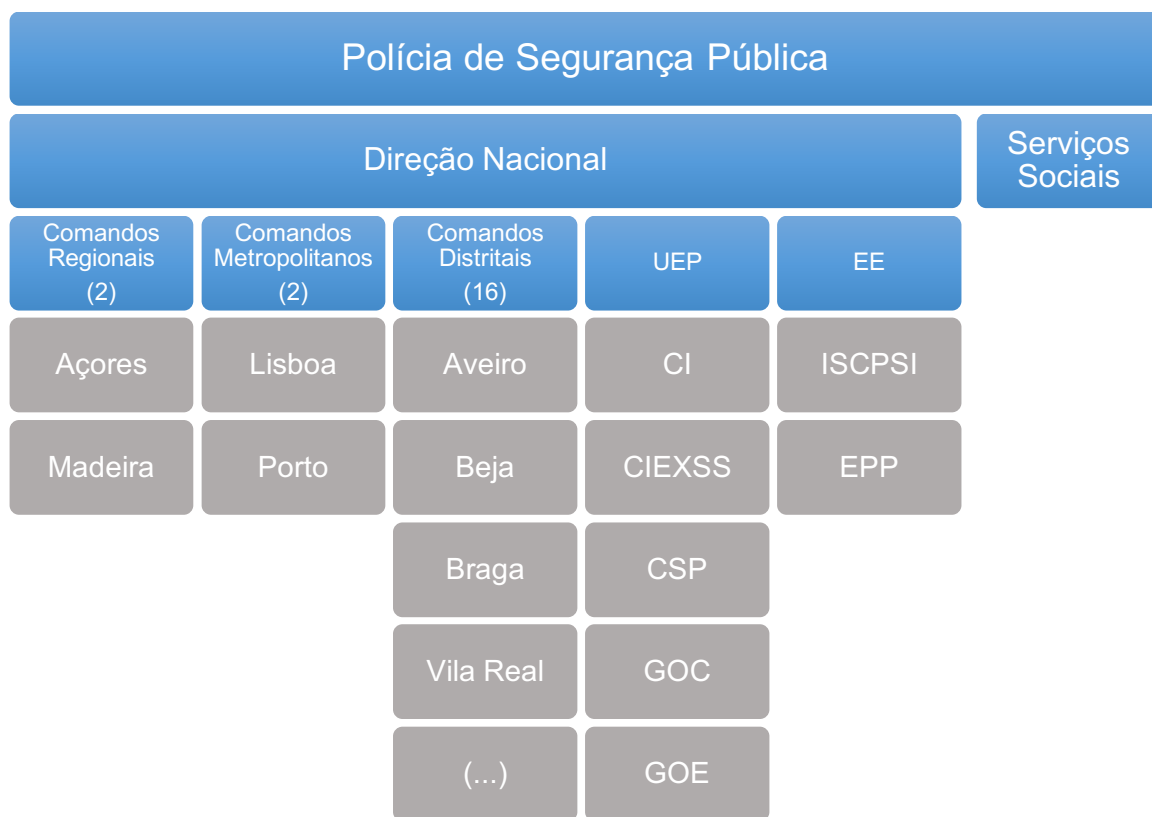 Polícia de Segurança Pública
Direção Nacional
Serviços
Sociais
Comandos
Regionais
(2)
Comandos
Metropolitanos
(2)
Comandos
Distritais
(16)
UEP
EE
Açores
Lisboa
Aveiro
CI
ISCPSI
Madeira
Porto
Beja
CIEXSS
EPP
Braga
CSP
Vila Real
GOC
(...)
GOE